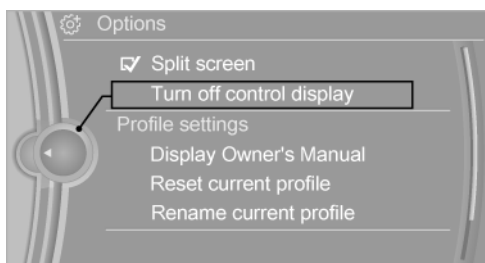 Options
Split screen
Turn off control display
Profile settings
Display Owner's Manual
Reset current profile
Rename current profile